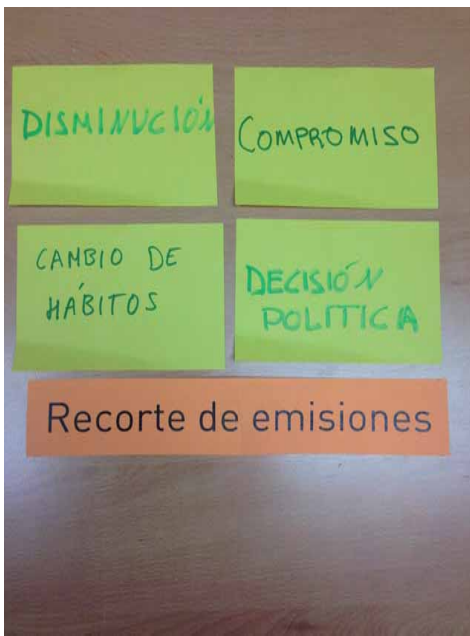 DISMINUCIÓN
COMPROMISO
CAMBIO DE
HÁBITOS
DECISIÓN
POLITICA
Recorte de emisiones